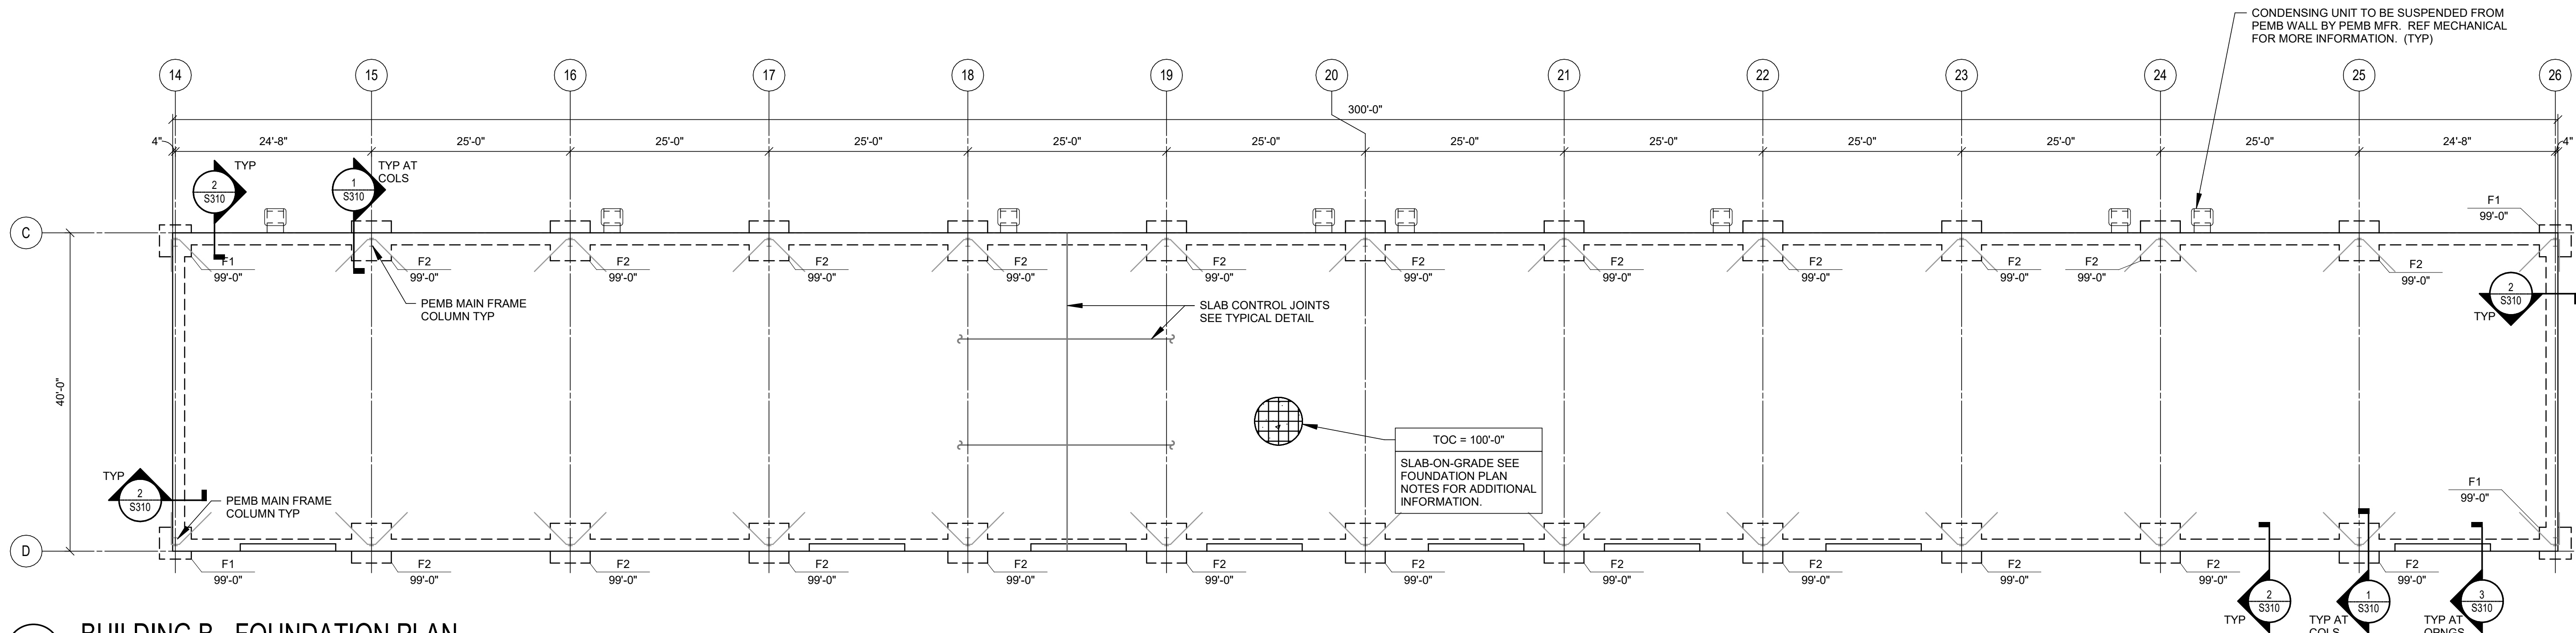 CONDENSING UNIT TO BE SUSPENDED FROM
PEMB WALL BY PEMB MFR. REF MECHANICAL
FOR MORE INFORMATION. (TYP)
14 15 16 17 18 19 20 21 22 23 24 25 26
300'-0"
4" 24'-8" 25'-0" 25'-0" 25'-0" 25'-0" 25'-0" 25'-0" 25'-0" 25'-0" 25'-0" 25'-0" 24'-8" 4"
2
S310
TYP
1
S310
TYP AT
COLS
F1
99'-0"
C
F1 F2 F2 F2 F2 F2 F2 F2 F2 F2 F2 F2
99'-0" 99'-0" 99'-0" 99'-0" 99'-0" 99'-0" 99'-0" 99'-0" 99'-0" 99'-0" 99'-0" 99'-0"
PEMB MAIN FRAME
COLUMN TYP
SLAB CONTROL JOINTS
SEE TYPICAL DETAIL
2
S310
TYP
40'-0"
TOC = 100'-0"
SLAB-ON-GRADE SEE
FOUNDATION PLAN
NOTES FOR ADDITIONAL
INFORMATION.
TYP
2
S310
PEMB MAIN FRAME
COLUMN TYP
F1
99'-0"
D
F1 F2 F2 F2 F2 F2 F2 F2 F2 F2 F2 F2
99'-0" 99'-0" 99'-0" 99'-0" 99'-0" 99'-0" 99'-0" 99'-0" 99'-0" 99'-0" 99'-0" 99'-0"
2
S310
TYP
1
S310
TYP AT
COLS
3
S310
TYP AT
OPNGS
BUILDING B - FOUNDATION PLAN